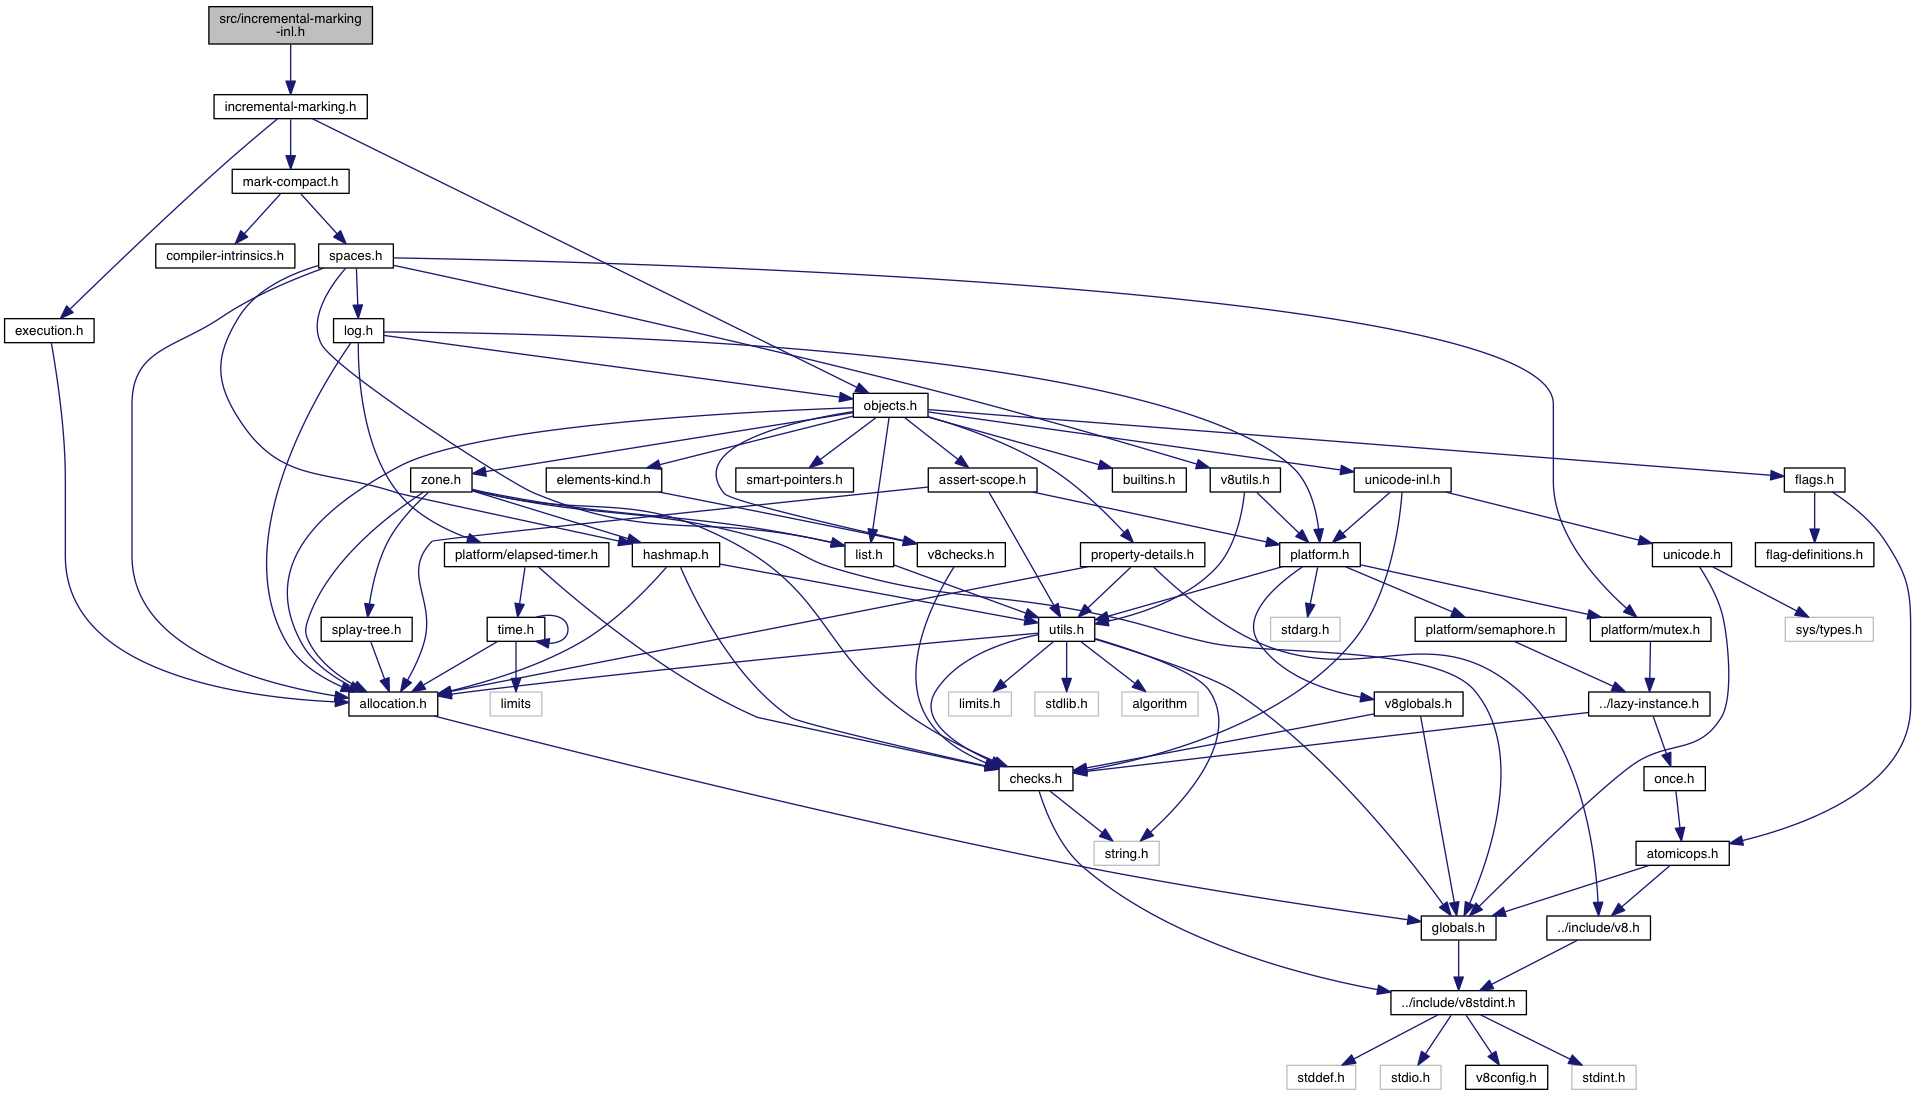 src/incremental-marking
-inl.h
incremental-marking.h
mark-compact.h
compiler-intrinsics.h
spaces.h
execution.h
log.h
objects.h
zone.h
elements-kind.h
smart-pointers.h
assert-scope.h
builtins.h
v8utils.h
unicode-inl.h
flags.h
platform/elapsed-timer.h
hashmap.h
list.h
v8checks.h
property-details.h
platform.h
unicode.h
flag-definitions.h
splay-tree.h
time.h
utils.h
stdarg.h
platform/semaphore.h
platform/mutex.h
sys/types.h
allocation.h
limits
limits.h
stdlib.h
algorithm
v8globals.h
../lazy-instance.h
checks.h
once.h
string.h
atomicops.h
globals.h
../include/v8.h
../include/v8stdint.h
stddef.h
stdio.h
v8config.h
stdint.h